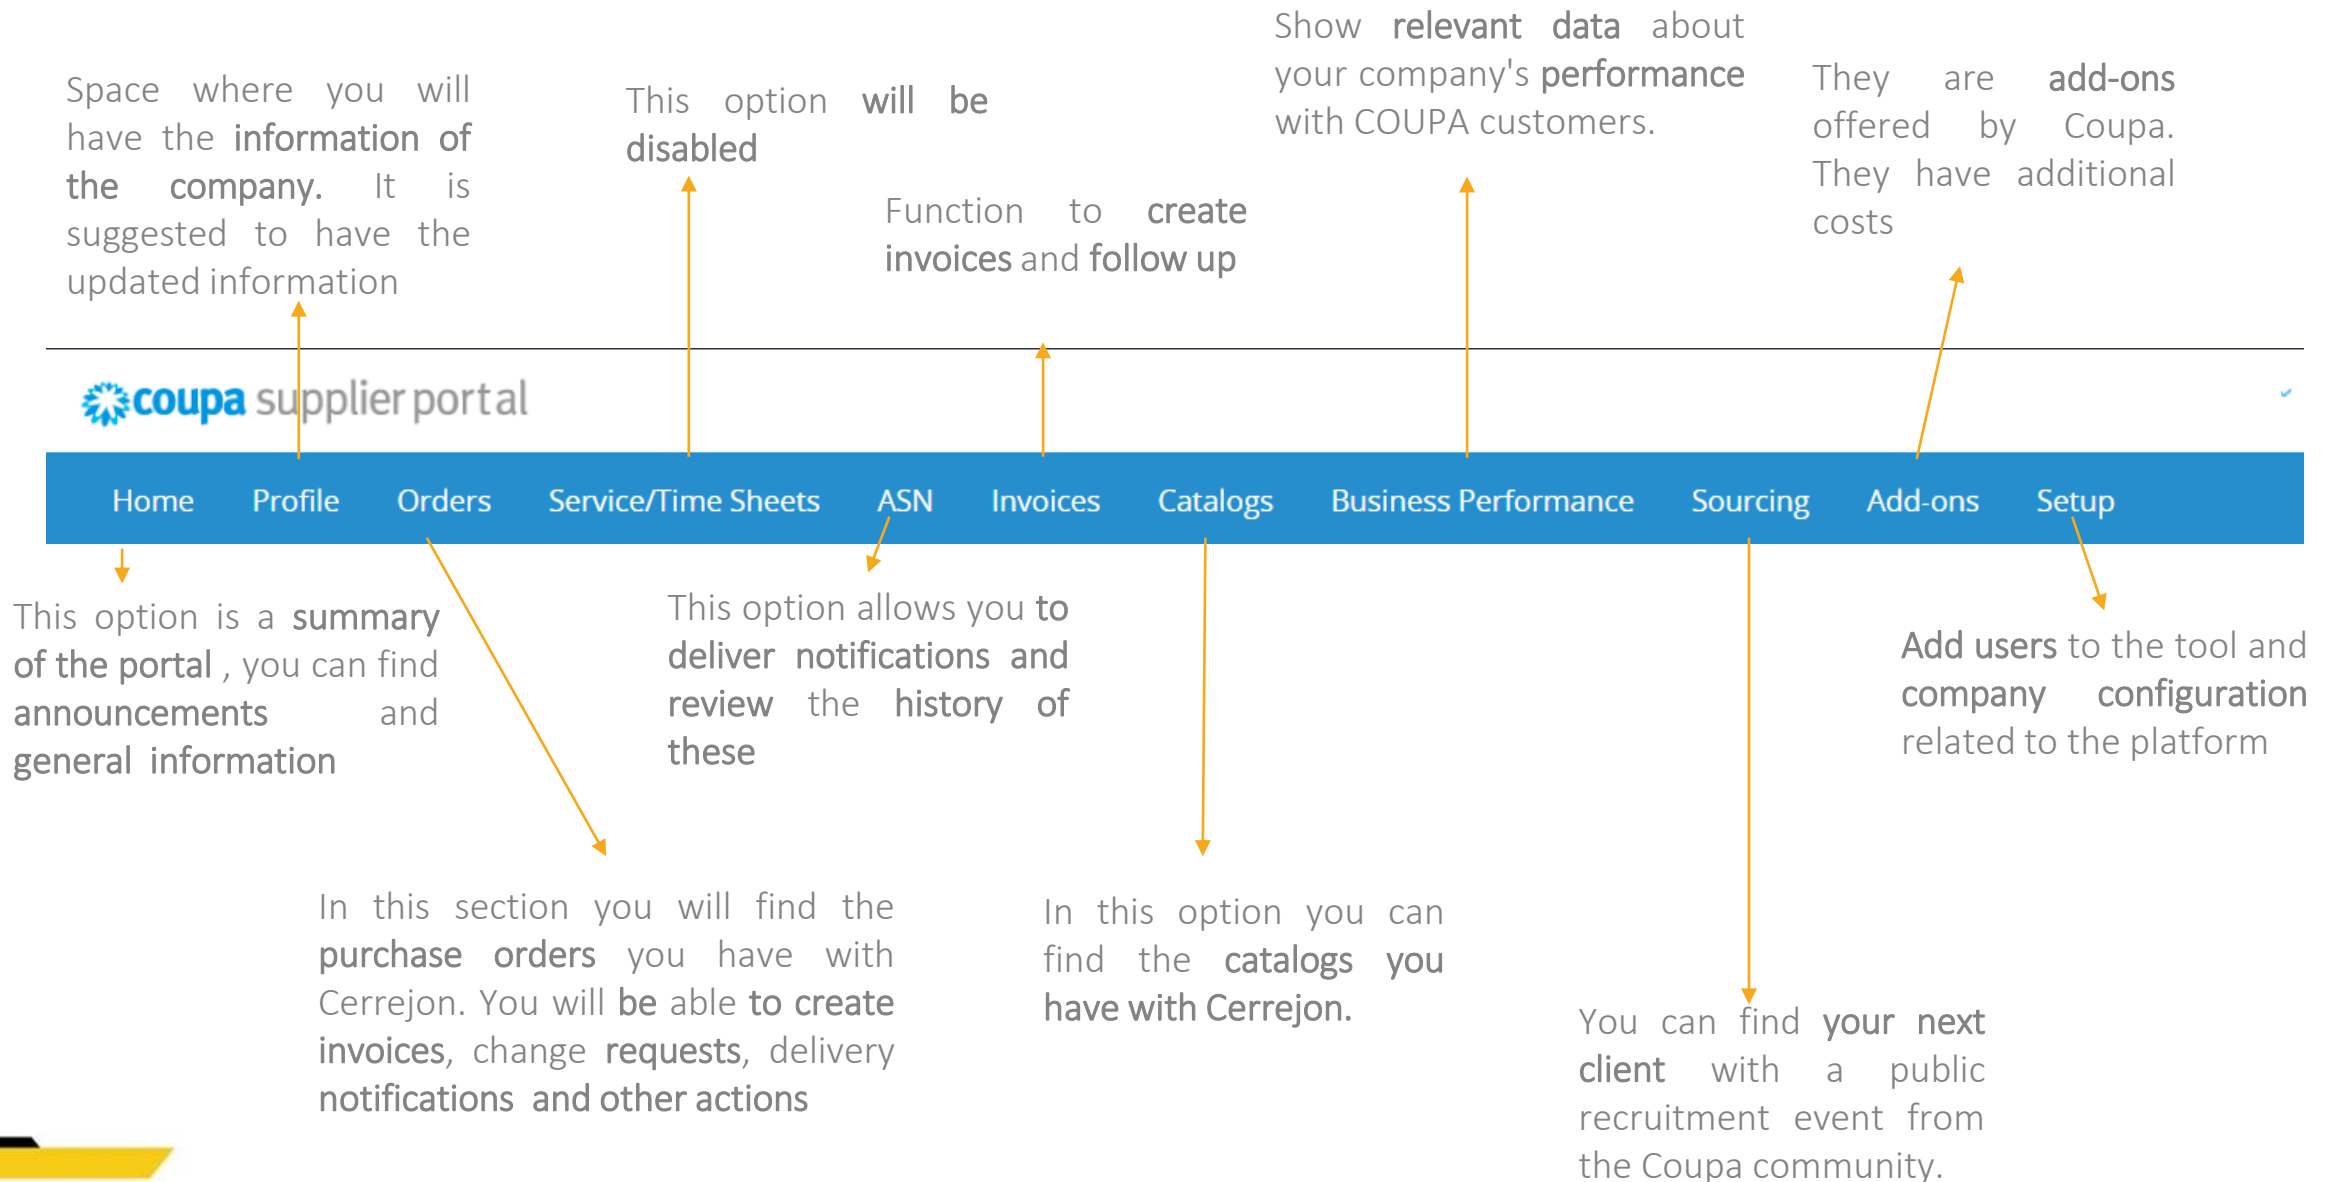 Space where you will
have the information of
the company. It is
suggested to have the
updated information
This option will be
disabled
Function to create
invoices and follow up
Show relevant data about
your company's performance
with COUPA customers.
They are add-ons
offered by Coupa.
They have additional
costs
coupa supplier portal
Home Profile Orders Service/Time Sheets ASN Invoices Catalogs Business Performance Sourcing Add-ons Setup
This option is a summary
of the portal , you can find
announcements and
general information
In this section you will find the
purchase orders you have with
Cerrejon. You will be able to create
invoices, change requests, delivery
notifications and other actions
This option allows you to
deliver notifications and
review the history of
these
In this option you can
find the catalogs you
have with Cerrejon.
You can find your next
client with a public
recruitment event from
the Coupa community.
Add users to the tool and
company configuration
related to the platform